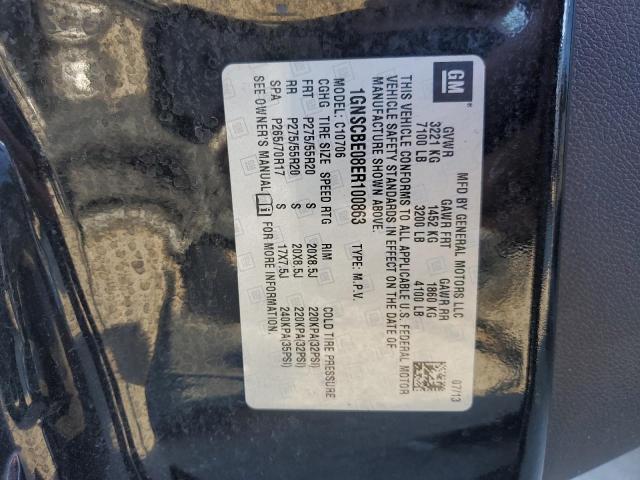 GM ®
MFD BY GENERAL MOTORS LLC
07/13
GVWR GAWR FRT GAWR RR
3221 KG 1452 KG 1860 KG
7100 LB 3200 LB 4100 LB
THIS VEHICLE CONFORMS TO ALL APPLICABLE U.S. FEDERAL MOTOR
VEHICLE SAFETY STANDARDS IN EFFECT ON THE DATE OF
MANUFACTURE SHOWN ABOVE.
1GNSCBE08ER100863 TYPE: M.P.V.
MODEL: C10706
CGHG TIRE SIZE SPEED RTG RIM COLD TIRE PRESSURE
FRT P275/55R20 S 20X8.5J 220KPA(32PSI)
RR P275/55R20 S 20X8.5J 220KPA(32PSI)
SPA P265/70R17 S 17X7.5J 240KPA(35PSI)
SEE OWNER'S MANUAL FOR MORE INFORMATION.